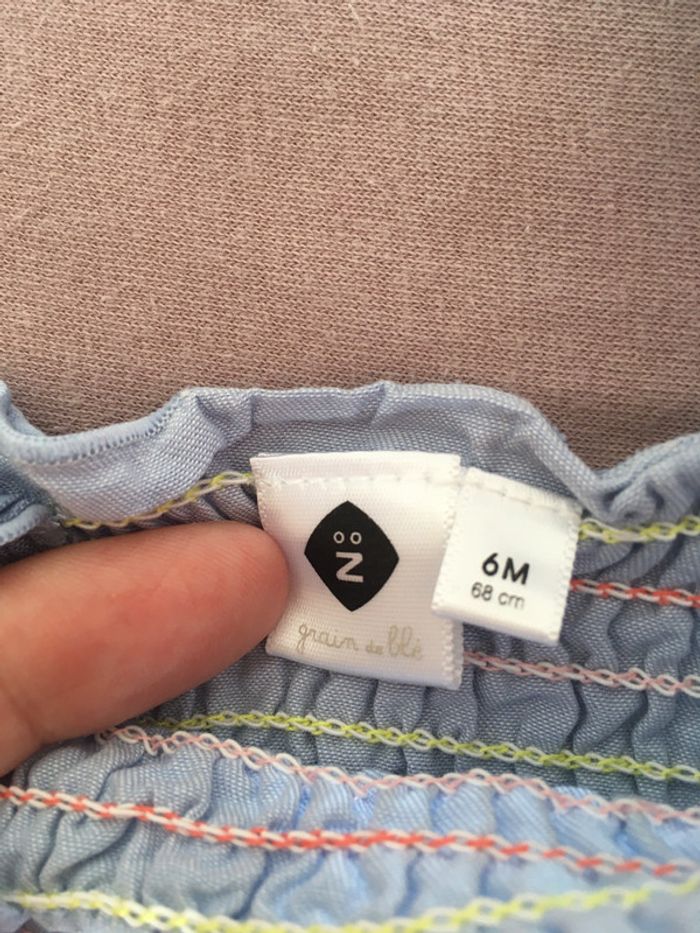 N
grain de blé
6M
68 cm